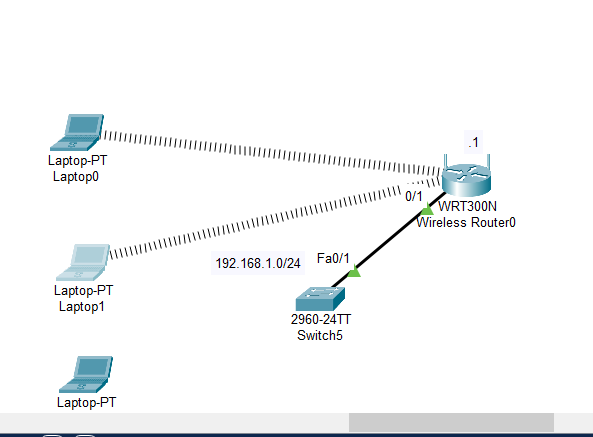 .1
Laptop-PT
Laptop0
0/1
WRT300N
Wireless Router0
192.168.1.0/24
Fa0/1
Laptop-PT
Laptop1
2960-24TT
Switch5
Laptop-PT